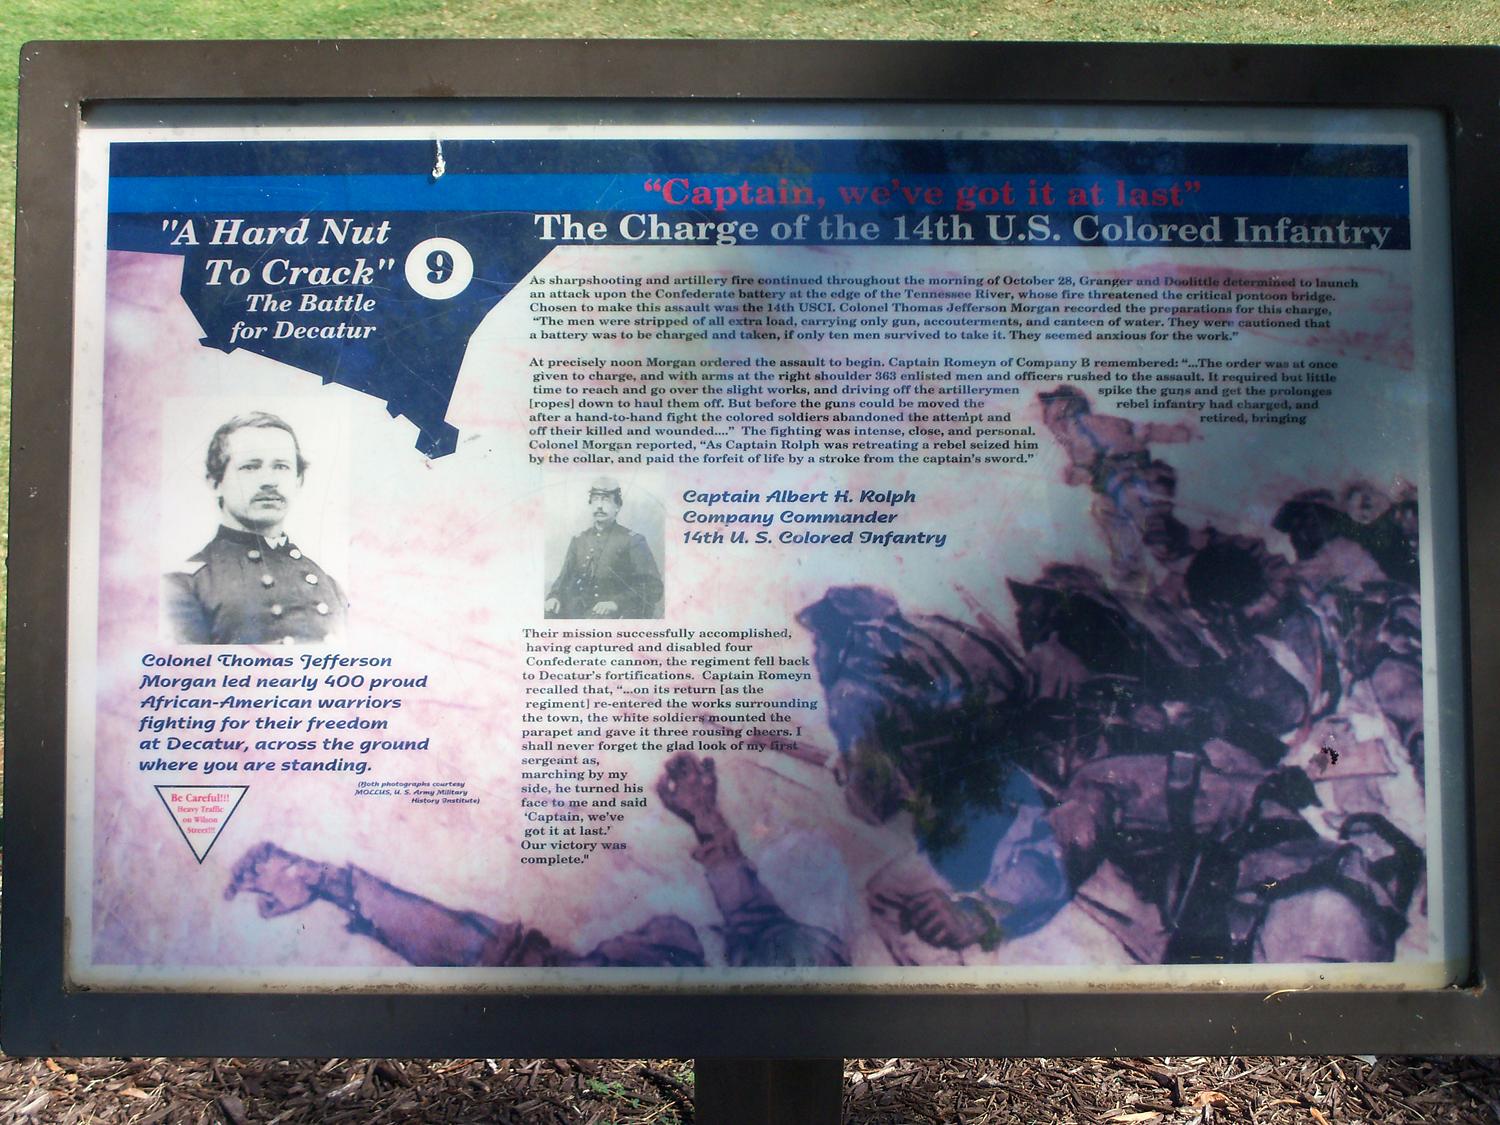 "A Hard Nut
To Crack"
The Battle
for Decatur
9
“Captain, we've got it at last”
The Charge of the 14th U.S. Colored Infantry
As sharpshooting and artillery fire continued throughout the morning of October 28, Granger and Doolittle determined to launch
an attack upon the Confederate battery at the edge of the Tennessee River, whose fire threatened the critical pontoon bridge.
Chosen to make this assault was the 14th USCI. Colonel Thomas Jefferson Morgan recorded the preparations for this charge,
“The men were stripped of all extra load, carrying only gun, accouterments, and canteen of water. They were cautioned that
a battery was to be charged and taken, if only ten men survived to take it. They seemed anxious for the work.”
At precisely noon Morgan ordered the assault to begin. Captain Romeyn of Company B remembered: “...The order was at once
given to charge, and with arms at the right shoulder 363 enlisted men and officers rushed to the assault. It required but little
time to reach and go over the slight works, and driving off the artillerymen spike the guns and get the prolonges
[ropes] down to haul them off. But before the guns could be moved the rebel infantry had charged, and
after a hand-to-hand fight the colored soldiers abandoned the attempt and retired, bringing
off their killed and wounded....” The fighting was intense, close, and personal.
Colonel Morgan reported, “As Captain Rolph was retreating a rebel seized him
by the collar, and paid the forfeit of life by a stroke from the captain's sword.”
Captain Albert H. Rolph
Company Commander
14th U. S. Colored Infantry
Their mission successfully accomplished,
having captured and disabled four
Confederate cannon, the regiment fell back
to Decatur's fortifications. Captain Romeyn
recalled that, “...on its return [as the
regiment] re-entered the works surrounding
the town, the white soldiers mounted the
parapet and gave it three rousing cheers. I
shall never forget the glad look of my first
sergeant as,
marching by my
side, he turned his
face to me and said
‘Captain, we've
got it at last.’
Our victory was
complete."
Colonel Thomas Jefferson
Morgan led nearly 400 proud
African-American warriors
fighting for their freedom
at Decatur, across the ground
where you are standing.
(Both photographs courtesy
MOLLUS, U. S. Army Military
History Institute)
Be Careful!!!
Heavy Traffic
on Wilson
Street!!!